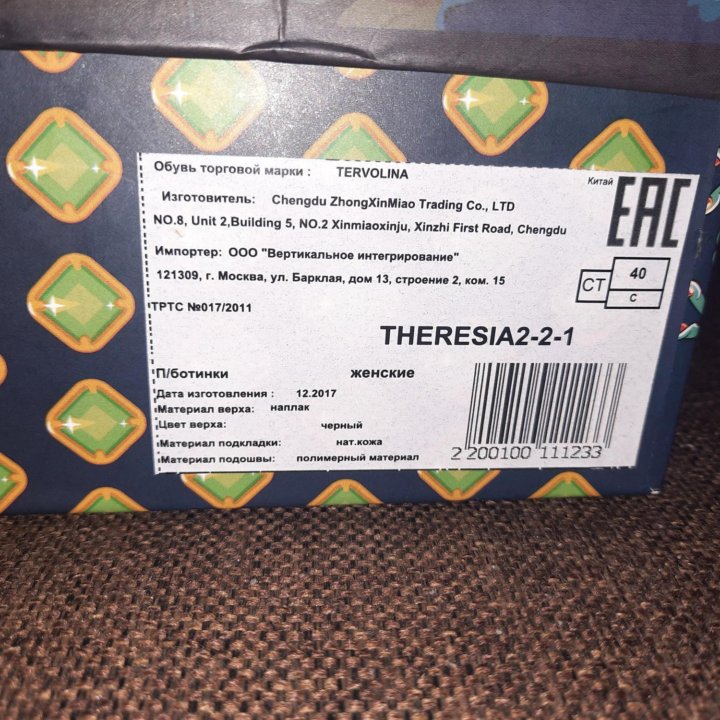 Обувь торговой марки : TERVOLINA
Китай
EAC
Изготовитель: Chengdu ZhongXinMiao Trading Co., LTD
NO.8, Unit 2,Building 5, NO.2 Xinmiaoxinju, Xinzhi First Road, Chengdu
Импортер: ООО "Вертикальное интегрирование"
121309, г. Москва, ул. Барклая, дом 13, строение 2, ком. 15
СТ 40
С
ТРТС №017/2011
THERESIA2-2-1
П/ботинки женские
Дата изготовления : 12.2017
Материал верха: наплак
Цвет верха: черный
Материал подкладки: нат.кожа
Материал подошвы: полимерный материал
2 200100 111233